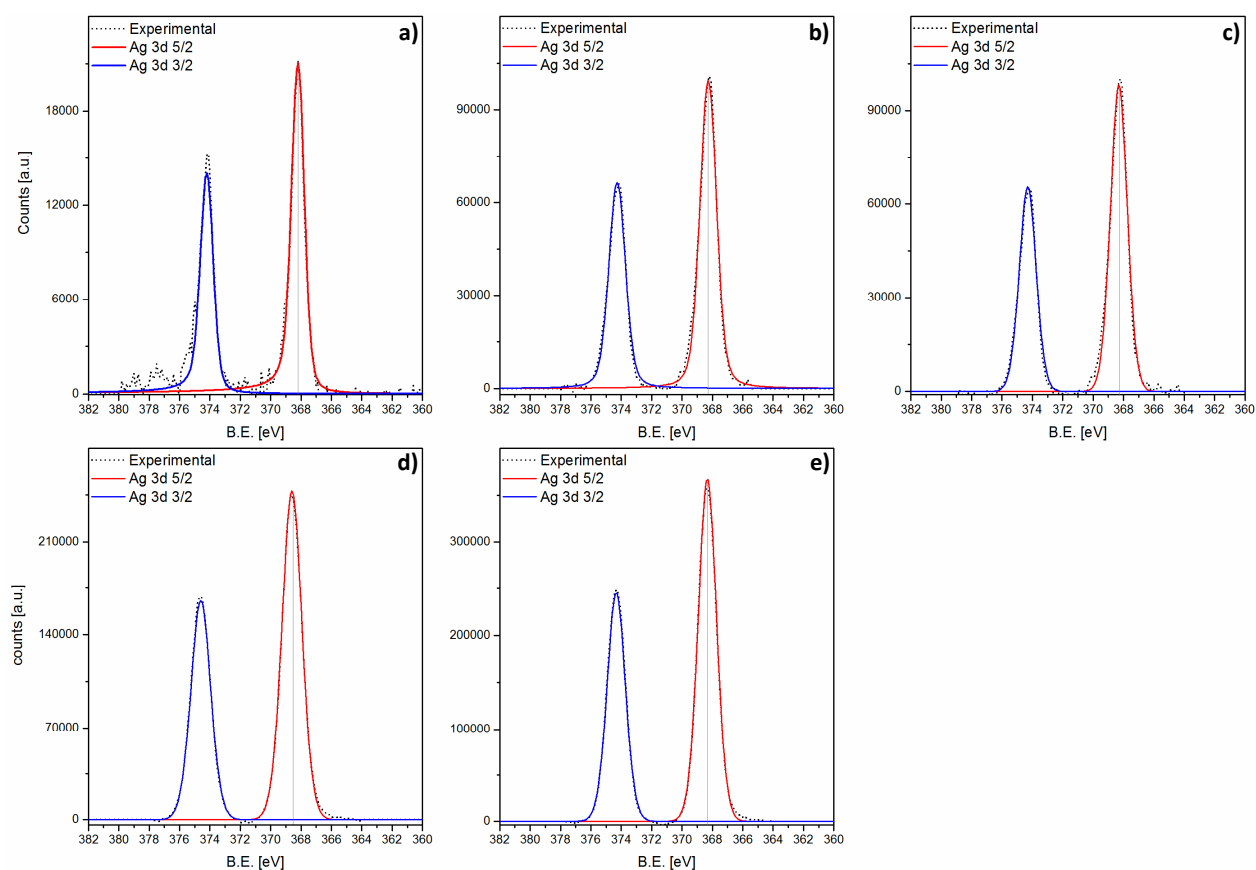 Experimental
Ag 3d 5/2
Ag 3d 3/2
a)
18000
12000
6000
0
Counts [a.u.]
382 380 378 376 374 372 370 368 366 364 362 360
B.E. [eV]
Experimental
Ag 3d 5/2
Ag 3d 3/2
b)
90000
60000
30000
0
382 380 378 376 374 372 370 368 366 364 362 360
B.E. [eV]
Experimental
Ag 3d 5/2
Ag 3d 3/2
c)
90000
60000
30000
0
382 380 378 376 374 372 370 368 366 364 362 360
B.E. [eV]
Experimental
Ag 3d 5/2
Ag 3d 3/2
d)
210000
140000
70000
0
counts [a.u.]
382 380 378 376 374 372 370 368 366 364 362 360
B.E. [eV]
Experimental
Ag 3d 5/2
Ag 3d 3/2
e)
300000
200000
100000
0
382 380 378 376 374 372 370 368 366 364 362 360
B.E. [eV]